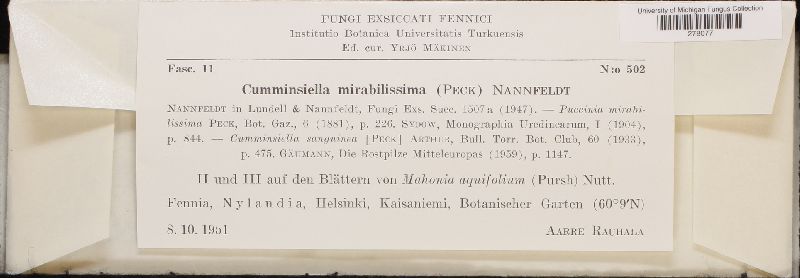 University of Michigan Fungus Collection
278077
FUNGI EXSICCATI FENNICI
Institutio Botanica Universitatis Turkuensis
Ed. cur. YRJÖ MÄKINEN
Fasc. 11 N:o 502
Cumminsiella mirabilissima (PECK) NANNFELDT
NANNFELDT in Lundell & Nannfeldt, Fungi Exs. Suec. 1507a (1947). — Puccinia mirabi-
lissima PECK, Bot. Gaz., 6 (1881), p. 226. SYDOW, Monographia Uredinearum, I (1904),
p. 844. — Cumminsiella sanguinea [PECK] ARTHUR, Bull. Torr. Bot. Club, 60 (1933),
p. 475. GÄUMANN, Die Rostpilze Mitteleuropas (1959), p. 1147.
II und III auf den Blättern von Mahonia aquifolium (Pursh) Nutt.
Fennia, Nylandia, Helsinki, Kaisaniemi, Botanischer Garten (60°9'N)
8. 10. 1951 AARRE RAUHALA